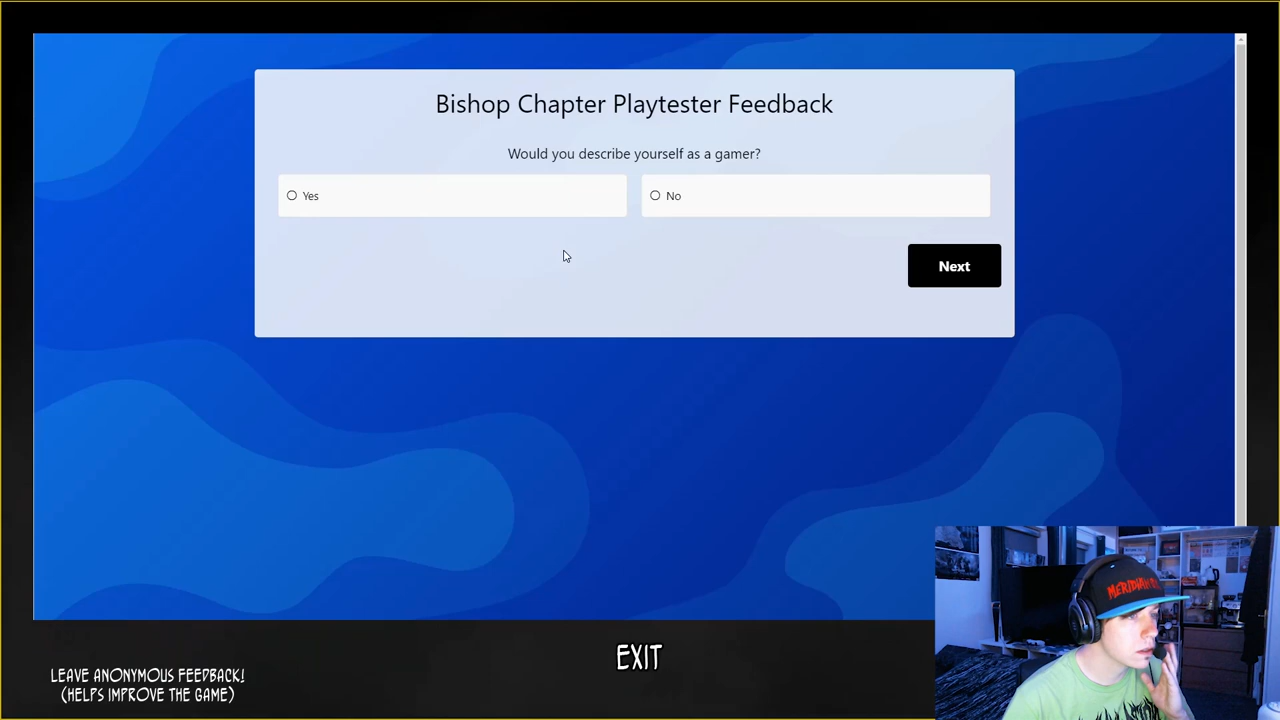 Bishop Chapter Playtester Feedback
Would you describe yourself as a gamer?
Yes
No
Next
EXIT
LEAVE ANONYMOUS FEEDBACK!
(HELPS IMPROVE THE GAME)